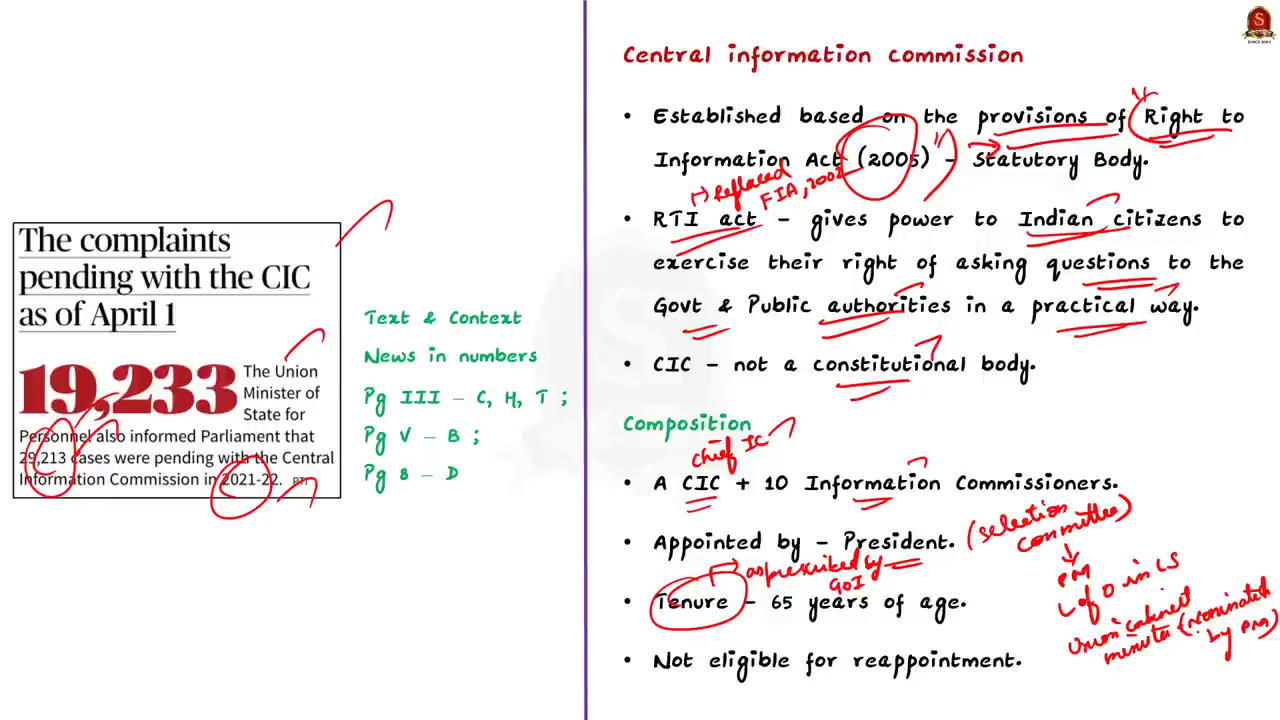 The complaints
pending with the CIC
as of April 1
19,233
The Union
Minister of
State for
Personnel also informed Parliament that
29,213 cases were pending with the Central
Information Commission in 2021-22. PTI
Text & Context
News in numbers
Pg III - C, H, T ;
Pg V - B ;
Pg 8 - D
S
SINCE 2004
Central information commission
• Established based on the provisions of Right to
Information Act (2005) - Statutory Body.
↳ Replaced
FIA, 2002
• RTI act - gives power to Indian citizens to
exercise their right of asking questions to the
Govt & Public authorities in a practical way.
• CIC - not a constitutional body.
Composition
chief IC
• A CIC + 10 Information Commissioners.
• Appointed by - President. (selection
committee)
↓
PM
L of O in LS
Union cabinet
minister (nominated
by PM)
→ as prescribed by
GOI
• Tenure - 65 years of age.
• Not eligible for reappointment.